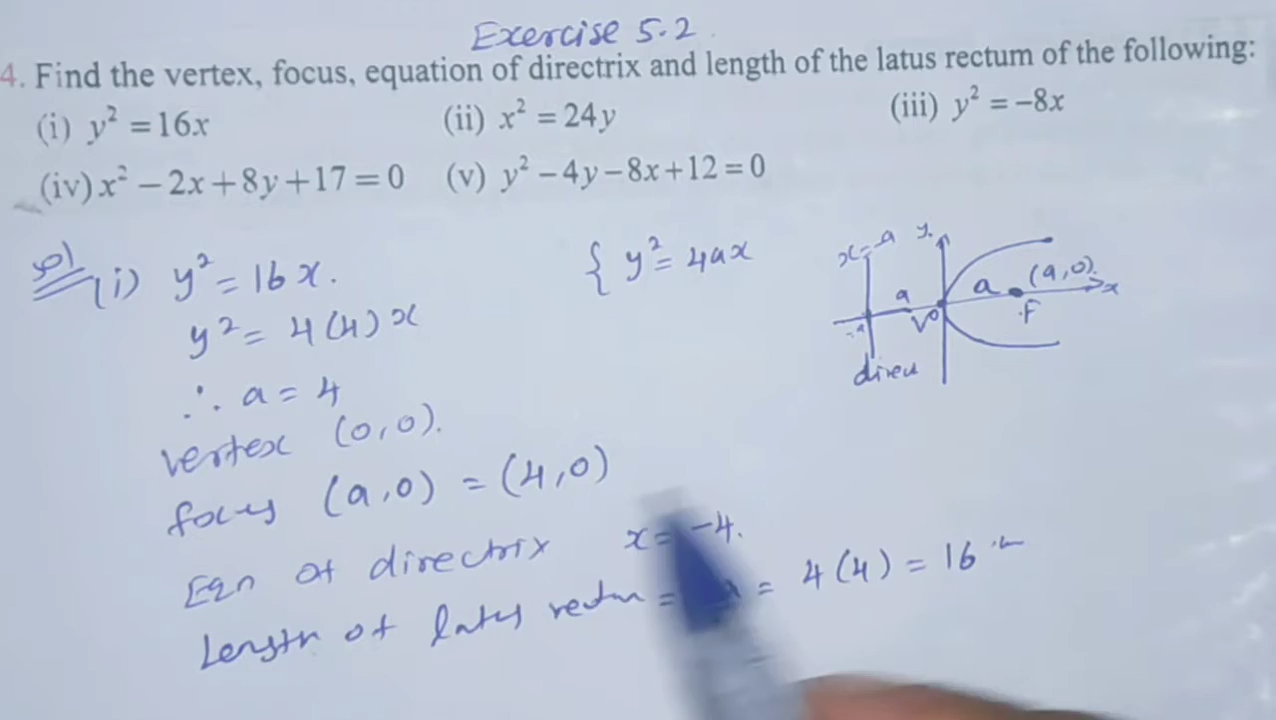 Exercise 5.2
4. Find the vertex, focus, equation of directrix and length of the latus rectum of the following:
(i) y² = 16x (ii) x² = 24y (iii) y² = −8x
(iv) x² − 2x + 8y + 17 = 0 (v) y² − 4y − 8x + 12 = 0
(i) y² = 16x.
{ y² = 4ax
y² = 4(4)x
∴ a = 4
vertex (0,0).
focus (a,0) = (4,0)
Eqn of directrix x = −4.
Length of latus rectum = = 4(4) = 16
y
a a (a,0). x
V F
direc